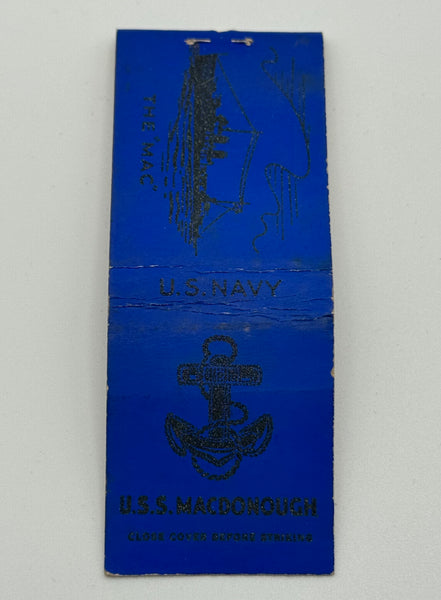 THE "MAC"
U.S. NAVY
U.S.S. MACDONOUGH
CLOSE COVER BEFORE STRIKING